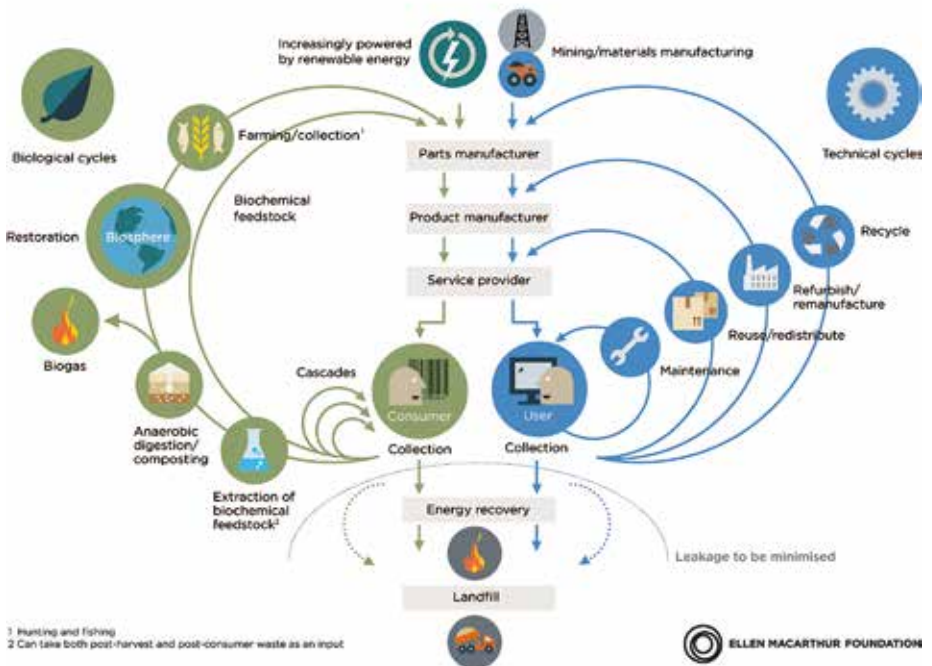 Increasingly powered
by renewable energy
Mining/materials manufacturing
Biological cycles
Farming/collection¹
Parts manufacturer
Technical cycles
Biochemical
feedstock
Product manufacturer
Restoration
Biosphere
Recycle
Service provider
Refurbish/
remanufacture
Biogas
Reuse/redistribute
Cascades
Maintenance
Consumer
User
Anaerobic
digestion/
composting
Collection
Collection
Extraction of
biochemical
feedstock²
Energy recovery
Leakage to be minimised
Landfill
1 Hunting and fishing
2 Can take both post-harvest and post-consumer waste as an input
ELLEN MACARTHUR FOUNDATION